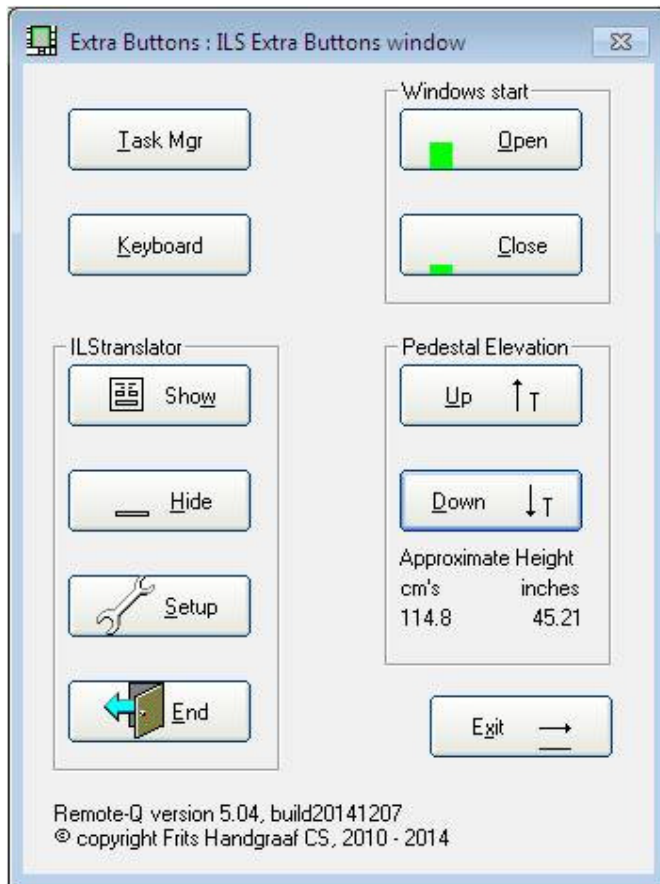 Extra Buttons : ILS Extra Buttons window
Task Mgr
Keyboard
Windows start
Open
Close
ILStranslator
Show
Hide
Setup
End
Pedestal Elevation
Up T
Down T
Approximate Height
cm's inches
114.8 45.21
Exit
Remote-Q version 5.04, build20141207
© copyright Frits Handgraaf CS, 2010 - 2014